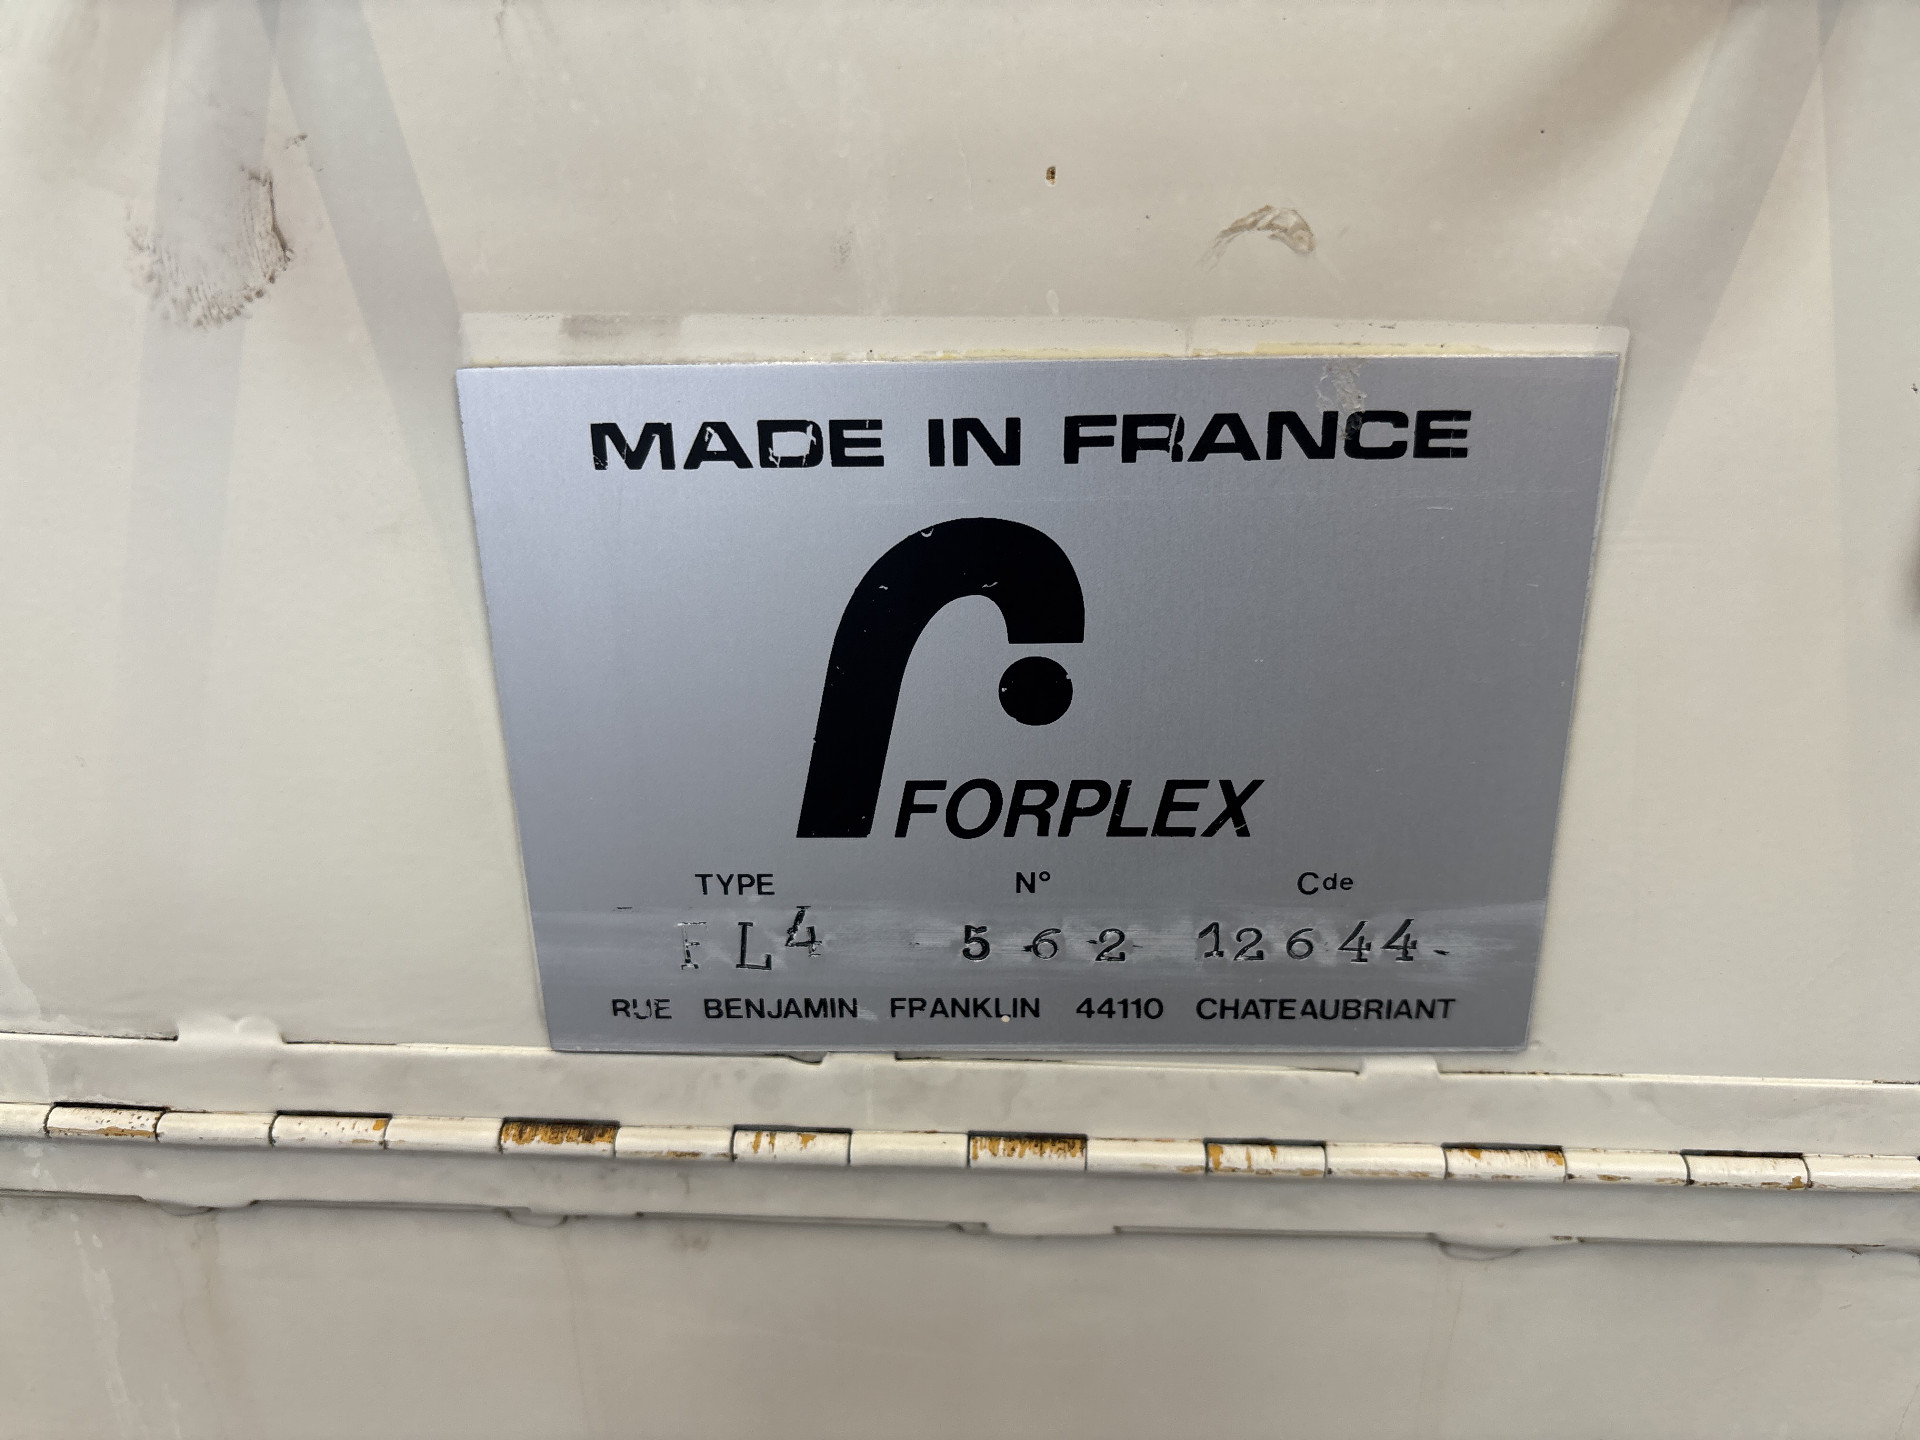 MADE IN FRANCE
FORPLEX
TYPE N° Cde
FL4 562 12644
RUE BENJAMIN FRANKLIN 44110 CHATEAUBRIANT